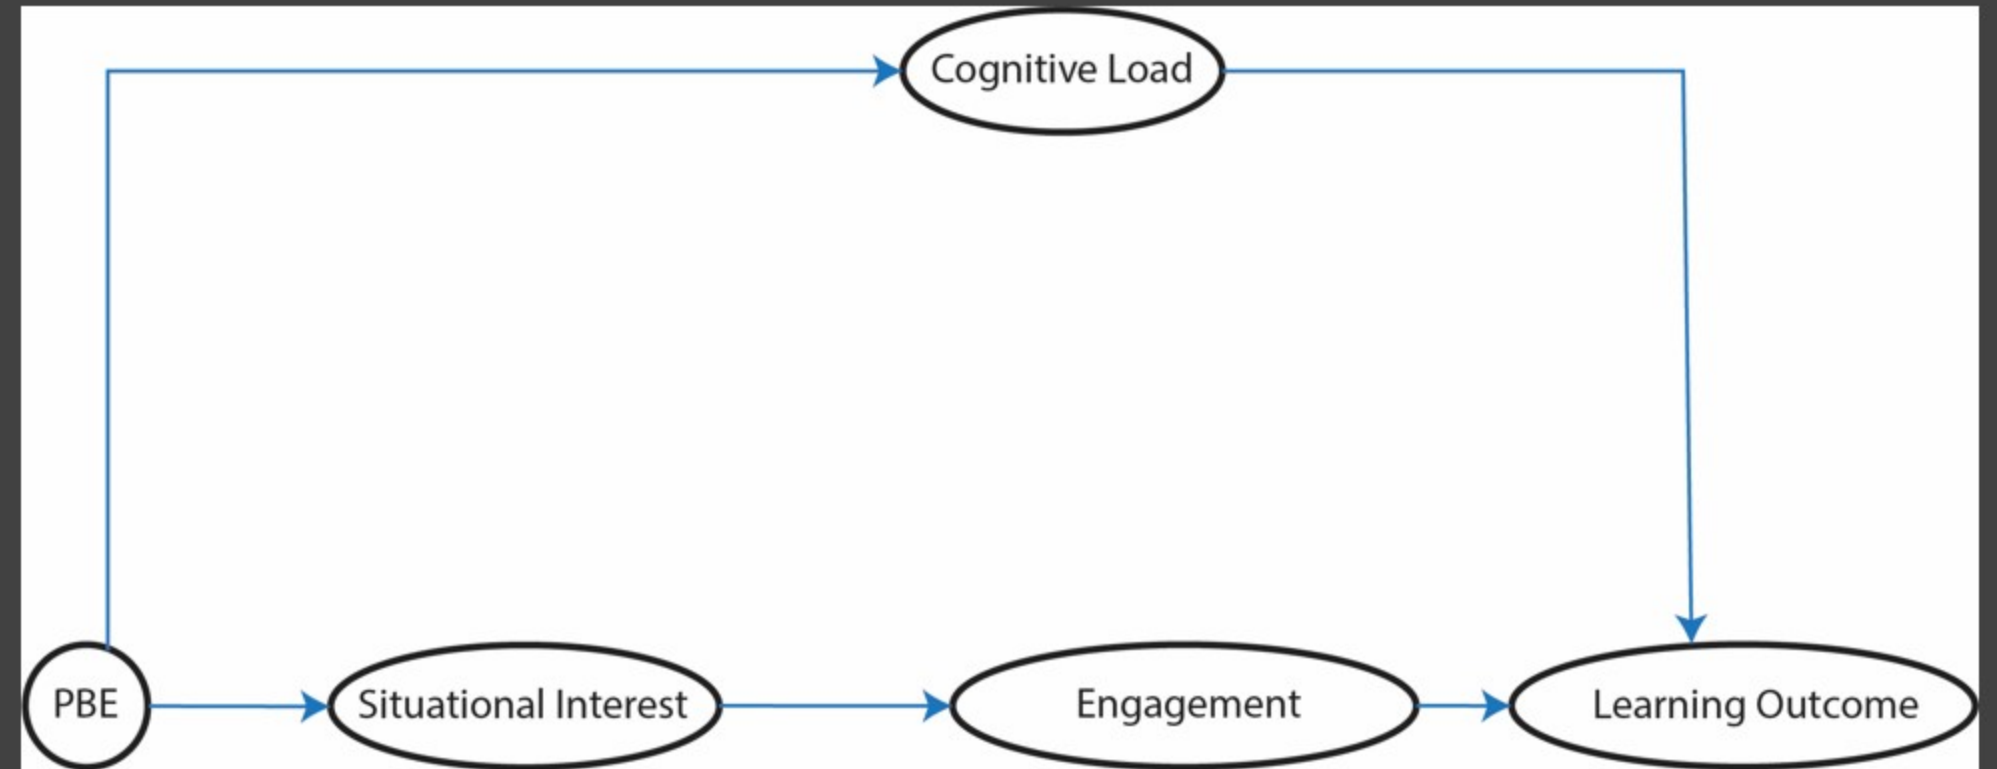 Cognitive Load
PBE
Situational Interest
Engagement
Learning Outcome